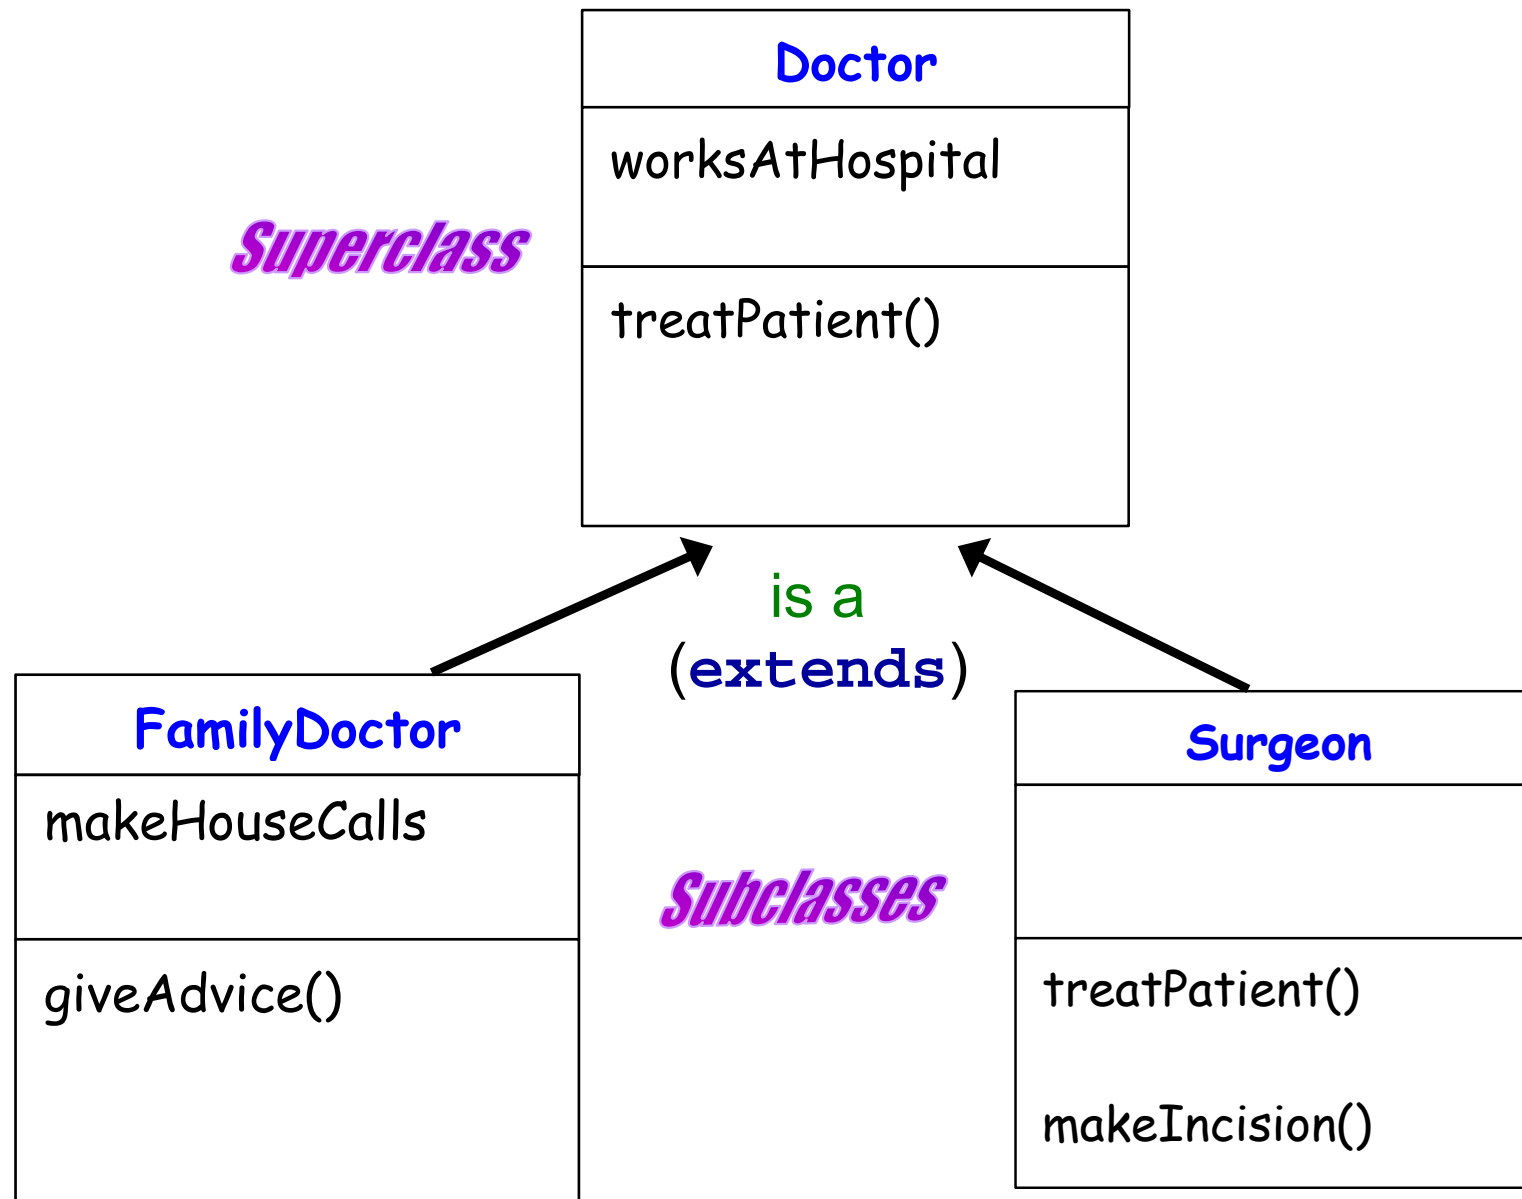 Doctor
worksAtHospital
Superclass
treatPatient()
is a
(extends)
FamilyDoctor
makeHouseCalls
giveAdvice()
Subclasses
Surgeon
treatPatient()
makeIncision()